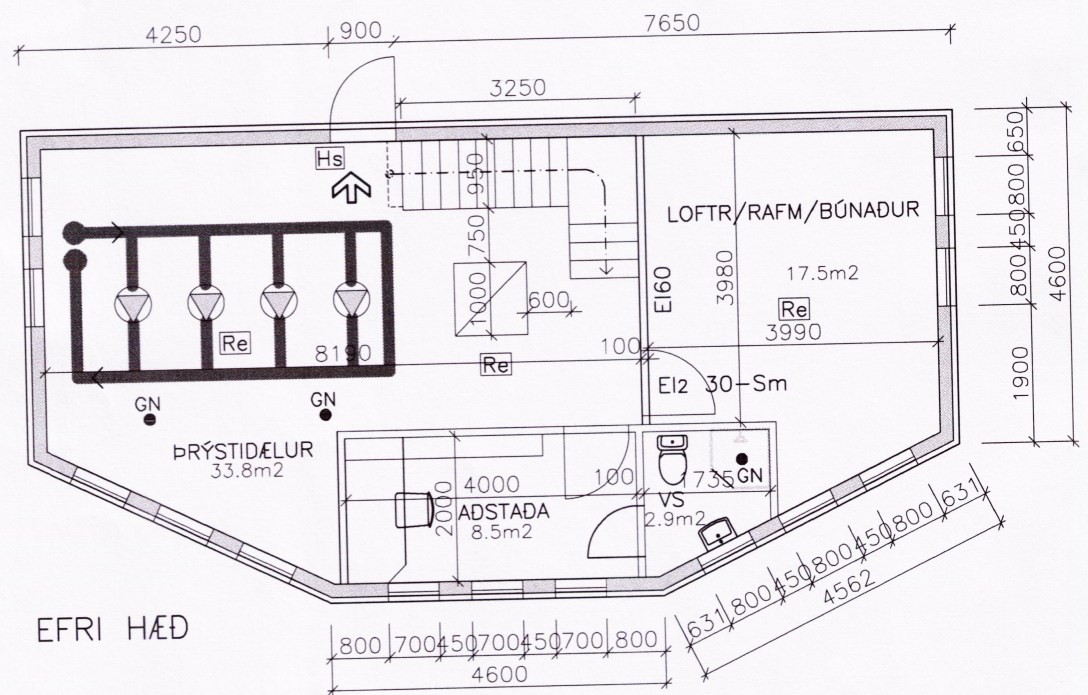 4250
900
7650
3250
Hs
950
LOFTR/RAFM/BÚNAÐUR
17.5m2
Re
3990
3980
EI60
750
1000
600
Re
8190
Re
100
EI2 30-Sm
GN
GN
ÞRÝSTIDÆLUR
33.8m2
4000
100
2000
AÐSTAÐA
8.5m2
1735
GN
VS
2.9m2
650
800
450
800
1900
4600
631
800
450
800
450
800
631
4562
EFRI HÆÐ
800
700
450
700
450
700
800
4600